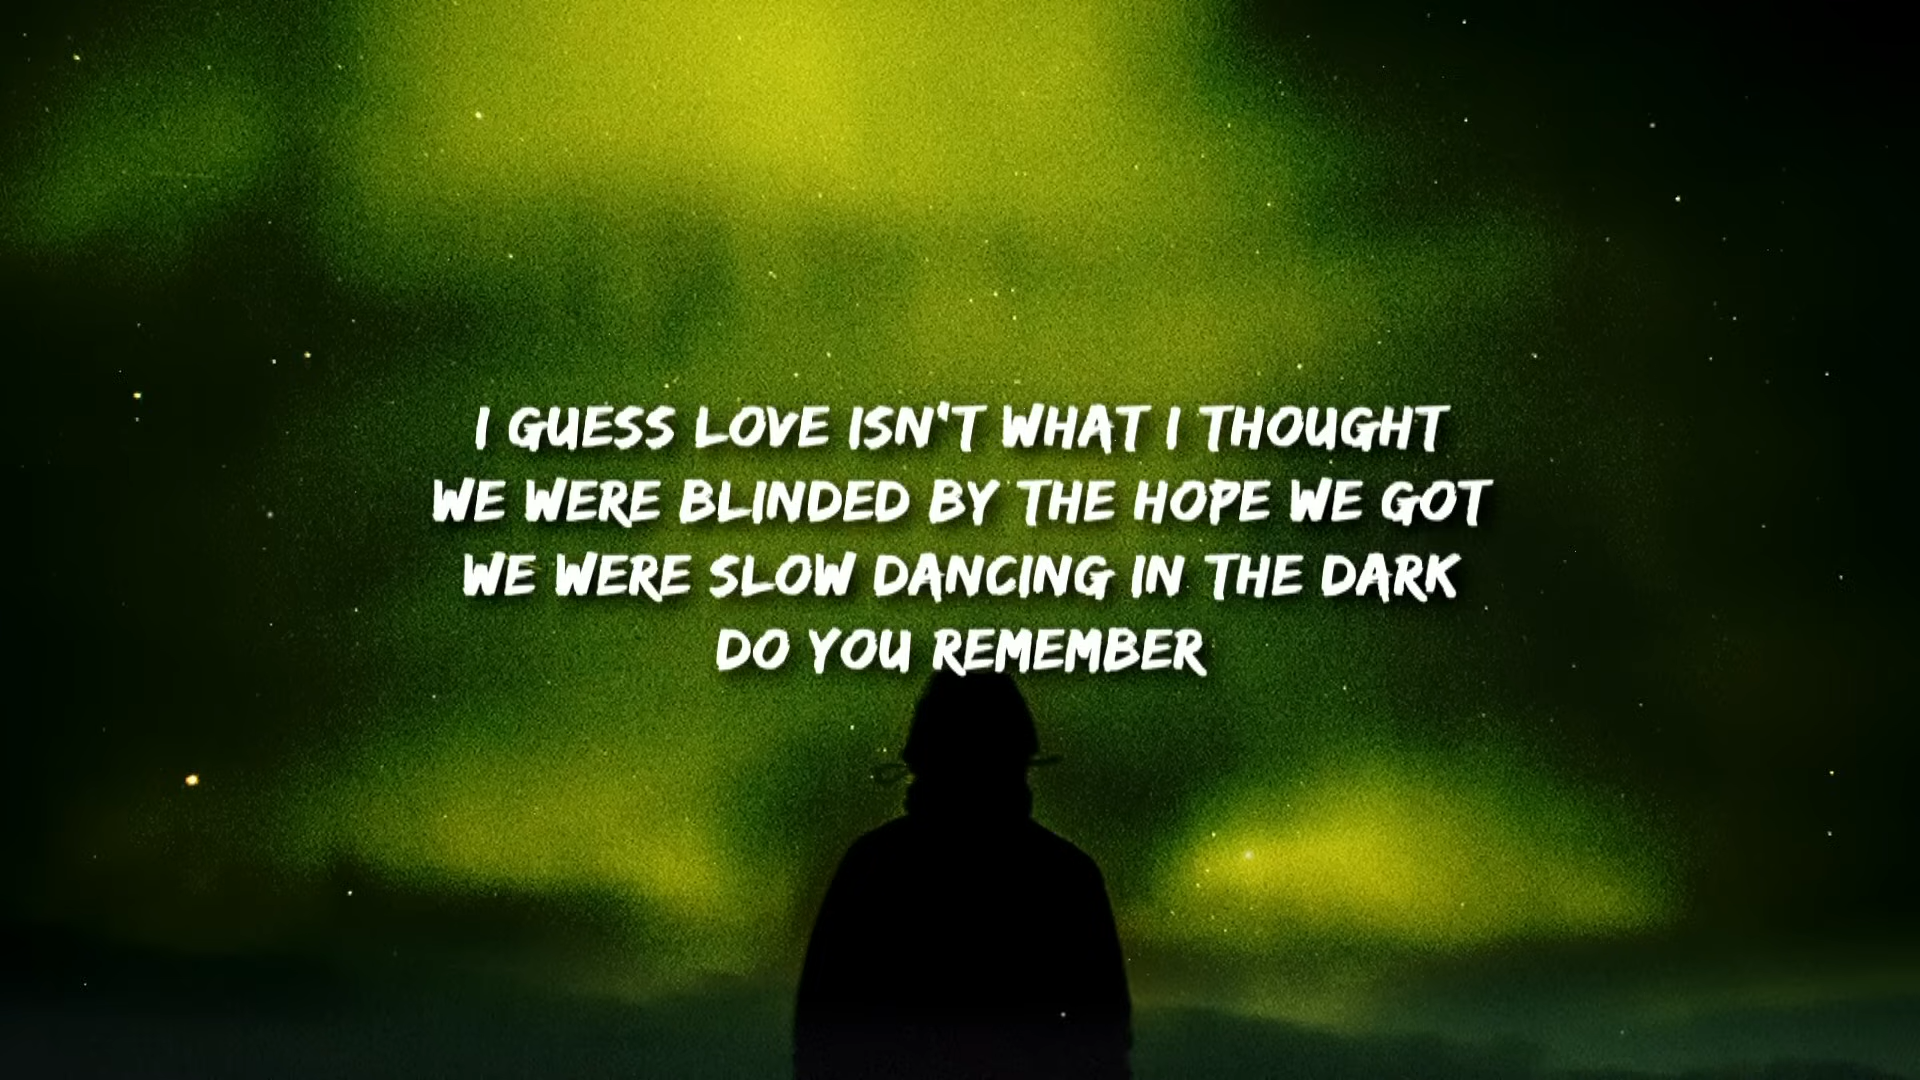 I GUESS LOVE ISN'T WHAT I THOUGHT
WE WERE BLINDED BY THE HOPE WE GOT
WE WERE SLOW DANCING IN THE DARK
DO YOU REMEMBER